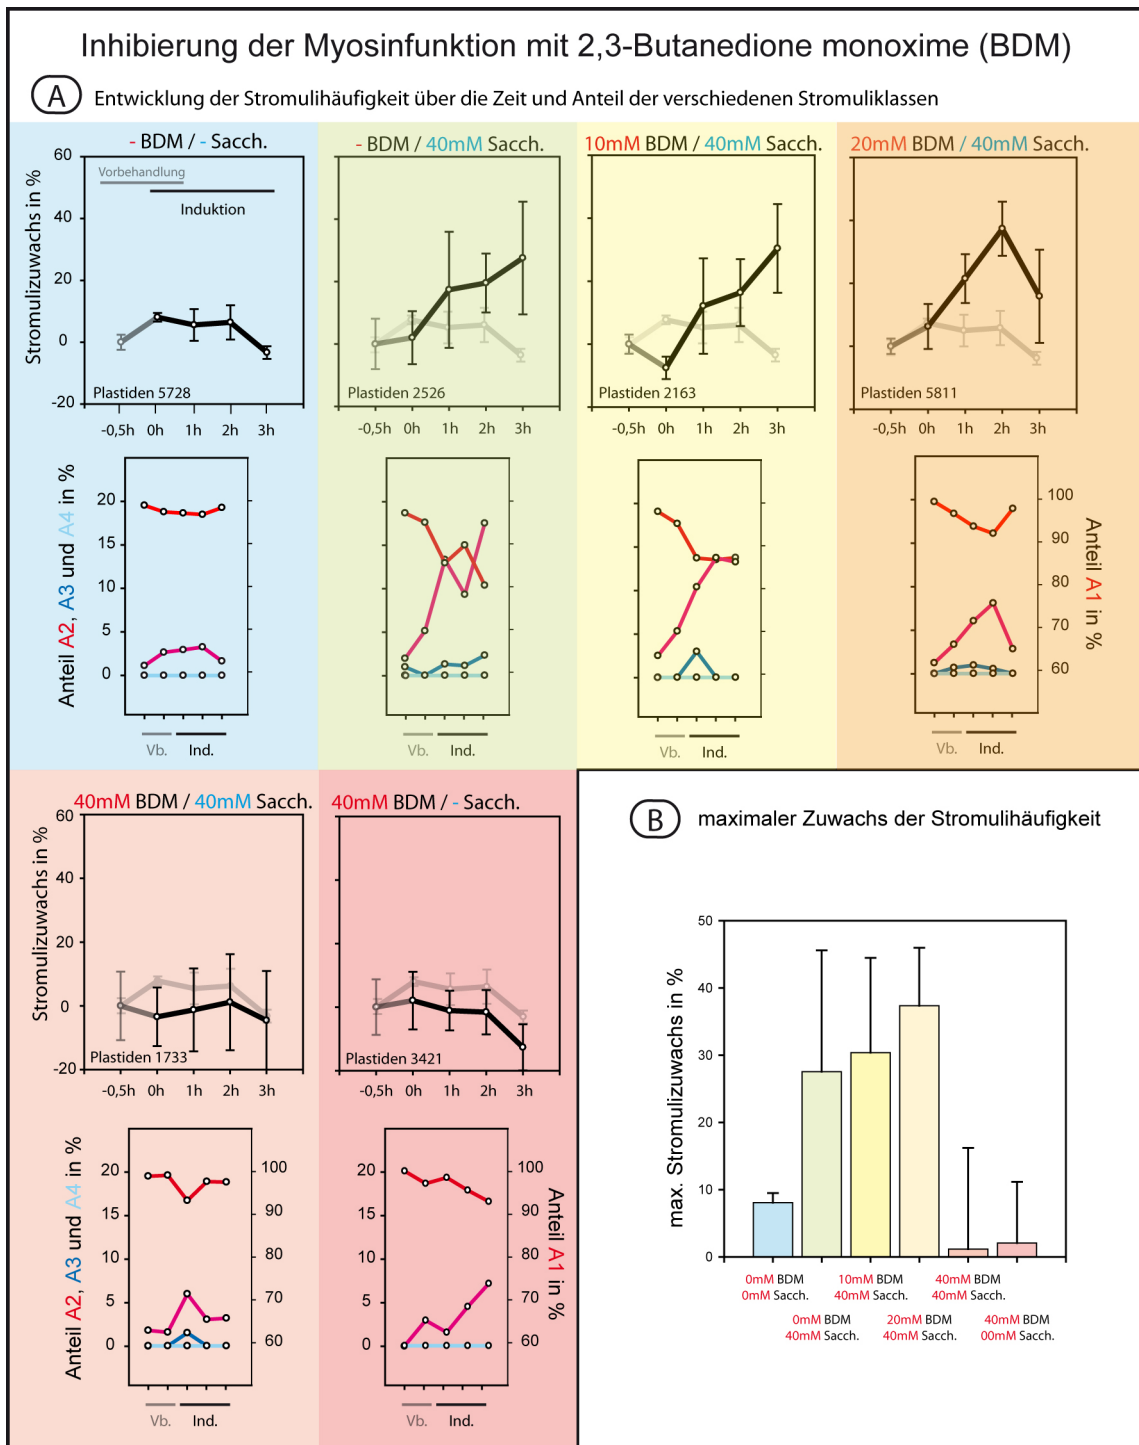 Inhibierung der Myosinfunktion mit 2,3-Butanedione monoxime (BDM)
A Entwicklung der Stromulihäufigkeit über die Zeit und Anteil der verschiedenen Stromuliklassen
- BDM / - Sacch.
- BDM / 40mM Sacch.
10mM BDM / 40mM Sacch.
20mM BDM / 40mM Sacch.
Stromulizuwachs in %
60
40
20
0
-20
Vorbehandlung
Induktion
Plastiden 5728
Plastiden 2526
Plastiden 2163
Plastiden 5811
-0,5h 0h 1h 2h 3h
-0,5h 0h 1h 2h 3h
-0,5h 0h 1h 2h 3h
-0,5h 0h 1h 2h 3h
Anteil A2, A3 und A4 in %
20
15
10
5
0
100
90
80
70
60
Anteil A1 in %
Vb. Ind.
Vb. Ind.
Vb. Ind.
Vb. Ind.
40mM BDM / 40mM Sacch.
40mM BDM / - Sacch.
Stromulizuwachs in %
60
40
20
0
-20
Plastiden 1733
Plastiden 3421
-0,5h 0h 1h 2h 3h
-0,5h 0h 1h 2h 3h
Anteil A2, A3 und A4 in %
20
15
10
5
0
100
90
80
70
60
20
15
10
5
0
100
90
80
70
60
Anteil A1 in %
Vb. Ind.
Vb. Ind.
B maximaler Zuwachs der Stromulihäufigkeit
max. Stromulizuwachs in %
50
40
30
20
10
0
0mM BDM
0mM Sacch.
10mM BDM
40mM Sacch.
40mM BDM
40mM Sacch.
0mM BDM
40mM Sacch.
20mM BDM
40mM Sacch.
40mM BDM
00mM Sacch.